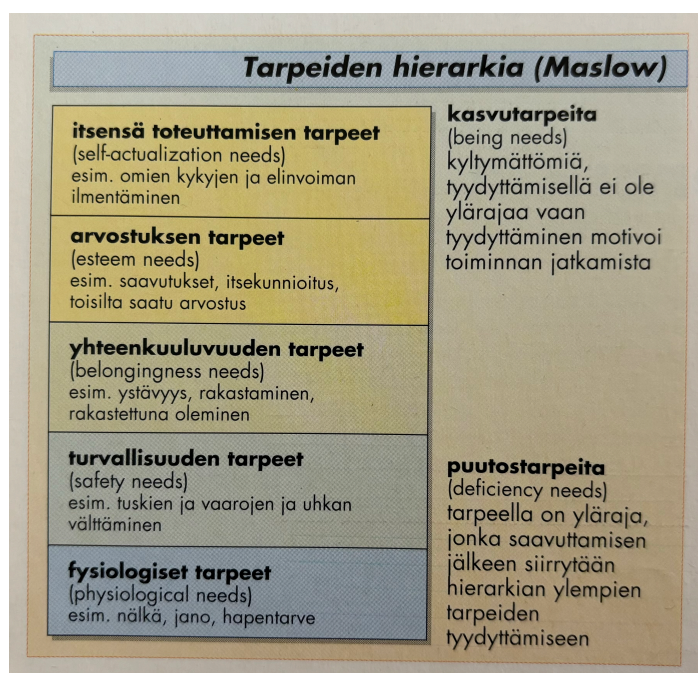 Tarpeiden hierarkia (Maslow)
itsensä toteuttamisen tarpeet
(self-actualization needs)
esim. omien kykyjen ja elinvoiman
ilmentäminen
arvostuksen tarpeet
(esteem needs)
esim. saavutukset, itsekunnioitus,
toisilta saatu arvostus
yhteenkuuluvuuden tarpeet
(belongingness needs)
esim. ystävyys, rakastaminen,
rakastettuna oleminen
turvallisuuden tarpeet
(safety needs)
esim. tuskien ja vaarojen ja uhkan
välttäminen
fysiologiset tarpeet
(physiological needs)
esim. nälkä, jano, hapentarve
kasvutarpeita
(being needs)
kyltymättömiä,
tyydyttämisellä ei ole
ylärajaa vaan
tyydyttäminen motivoi
toiminnan jatkamista
puutostarpeita
(deficiency needs)
tarpeella on yläraja,
jonka saavuttamisen
jälkeen siirrytään
hierarkian ylempien
tarpeiden
tyydyttämiseen